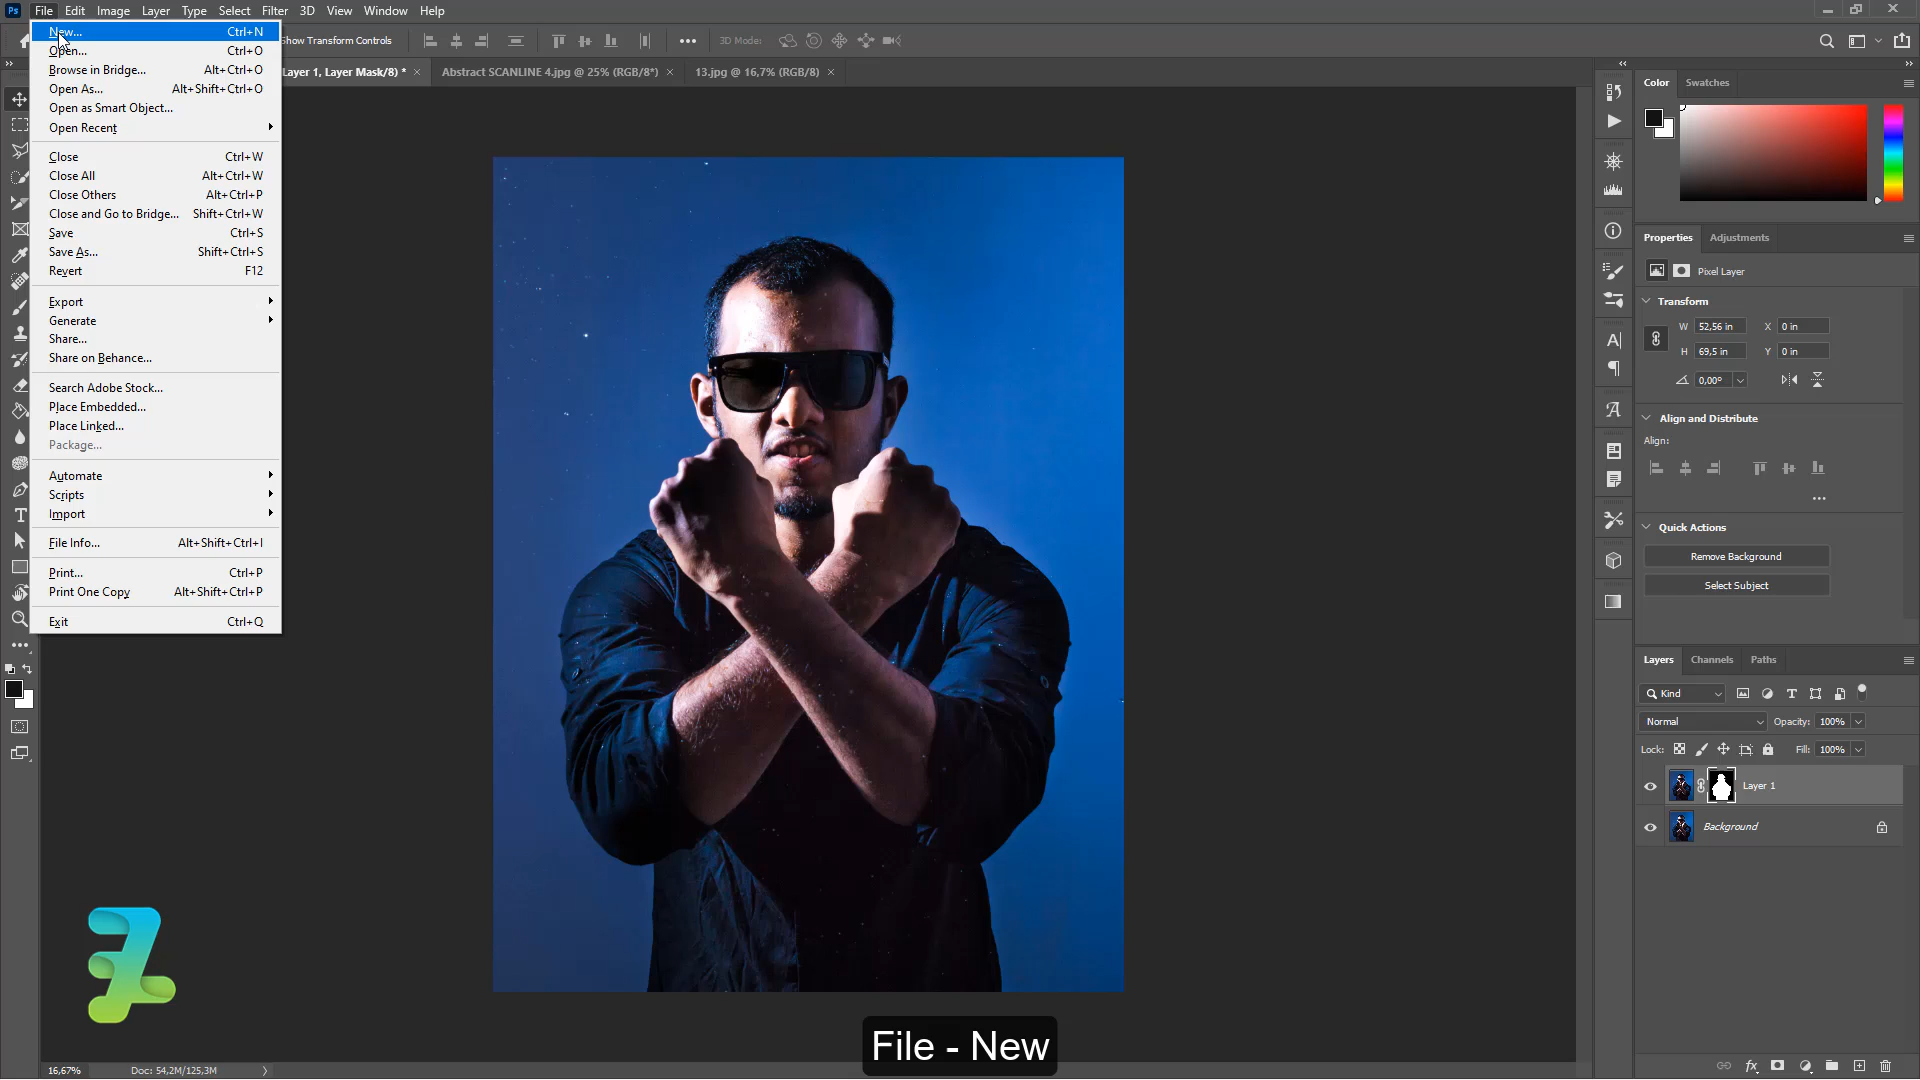 Ps File Edit Image Layer Type Select Filter 3D View Window Help
Show Transform Controls 3D Mode:
Layer 1, Layer Mask/8) * × Abstract SCANLINE 4.jpg @ 25% (RGB/8*) × 13.jpg @ 16,7% (RGB/8) ×
New... Ctrl+N
Open... Ctrl+O
Browse in Bridge... Alt+Ctrl+O
Open As... Alt+Shift+Ctrl+O
Open as Smart Object...
Open Recent
Close Ctrl+W
Close All Alt+Ctrl+W
Close Others Alt+Ctrl+P
Close and Go to Bridge... Shift+Ctrl+W
Save Ctrl+S
Save As... Shift+Ctrl+S
Revert F12
Export
Generate
Share...
Share on Behance...
Search Adobe Stock...
Place Embedded...
Place Linked...
Package...
Automate
Scripts
Import
File Info... Alt+Shift+Ctrl+I
Print... Ctrl+P
Print One Copy Alt+Shift+Ctrl+P
Exit Ctrl+Q
Color Swatches
Properties Adjustments
Pixel Layer
Transform
W 52,56 in X 0 in
H 69,5 in Y 0 in
0,00°
Align and Distribute
Align:
Quick Actions
Remove Background
Select Subject
Layers Channels Paths
Kind
Normal Opacity: 100%
Lock: Fill: 100%
Layer 1
Background
File - New
16,67% Doc: 54,2M/125,3M